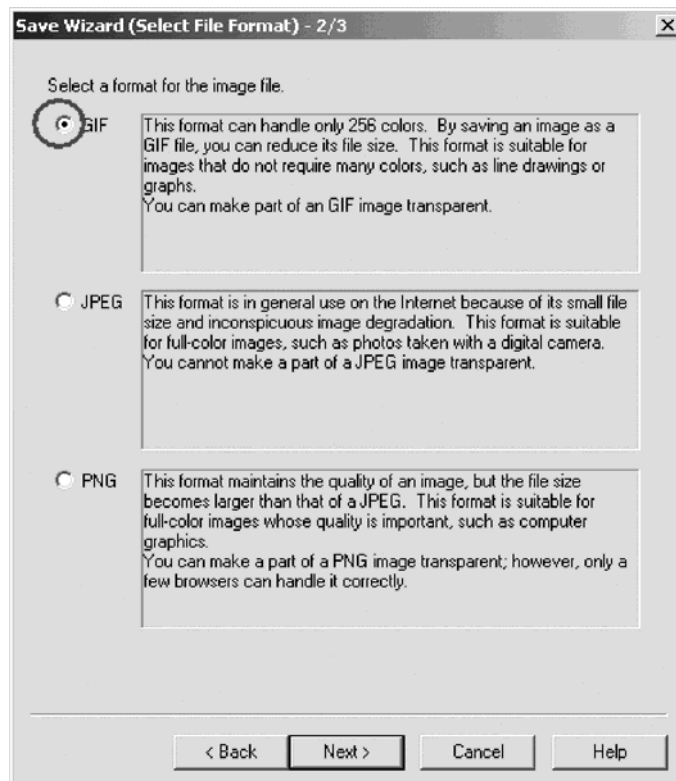 Save Wizard (Select File Format) - 2/3
Select a format for the image file.
GIF
This format can handle only 256 colors. By saving an image as a
GIF file, you can reduce its file size. This format is suitable for
images that do not require many colors, such as line drawings or
graphs.
You can make part of an GIF image transparent.
JPEG
This format is in general use on the Internet because of its small file
size and inconspicuous image degradation. This format is suitable
for full-color images, such as photos taken with a digital camera.
You cannot make a part of a JPEG image transparent.
PNG
This format maintains the quality of an image, but the file size
becomes larger than that of a JPEG. This format is suitable for
full-color images whose quality is important, such as computer
graphics.
You can make a part of a PNG image transparent; however, only a
few browsers can handle it correctly.
< Back
Next >
Cancel
Help